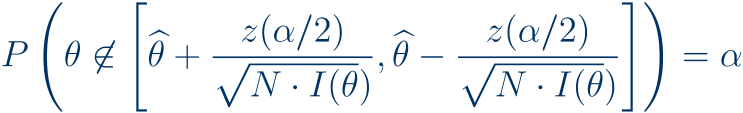 P ( θ ∉ [ θ̂ + z(α/2) / √(N · I(θ)) , θ̂ − z(α/2) / √(N · I(θ)) ] ) = α